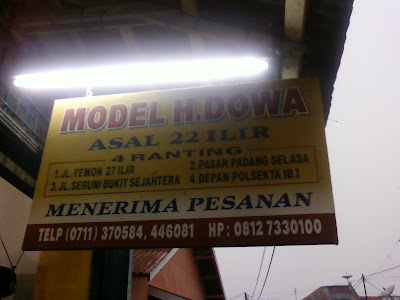 MODEL H.DOWA
ASAL 22 ILIR
4 RANTING
1. JL. TEMON 27 ILIR 2. PASAR PADANG SELASA
3. JL. SERUNI BUKIT SEJAHTERA 4. DEPAN POLSEKTA IB.I
MENERIMA PESANAN
TELP (0711) 370584, 446081 HP : 0812 7330100